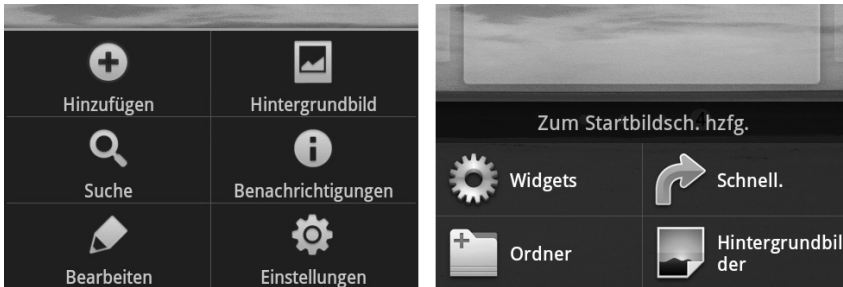 Hinzufügen
Hintergrundbild
Suche
Benachrichtigungen
Bearbeiten
Einstellungen
Zum Startbildsch. hzfg.
Widgets
Schnell.
Ordner
Hintergrundbil
der